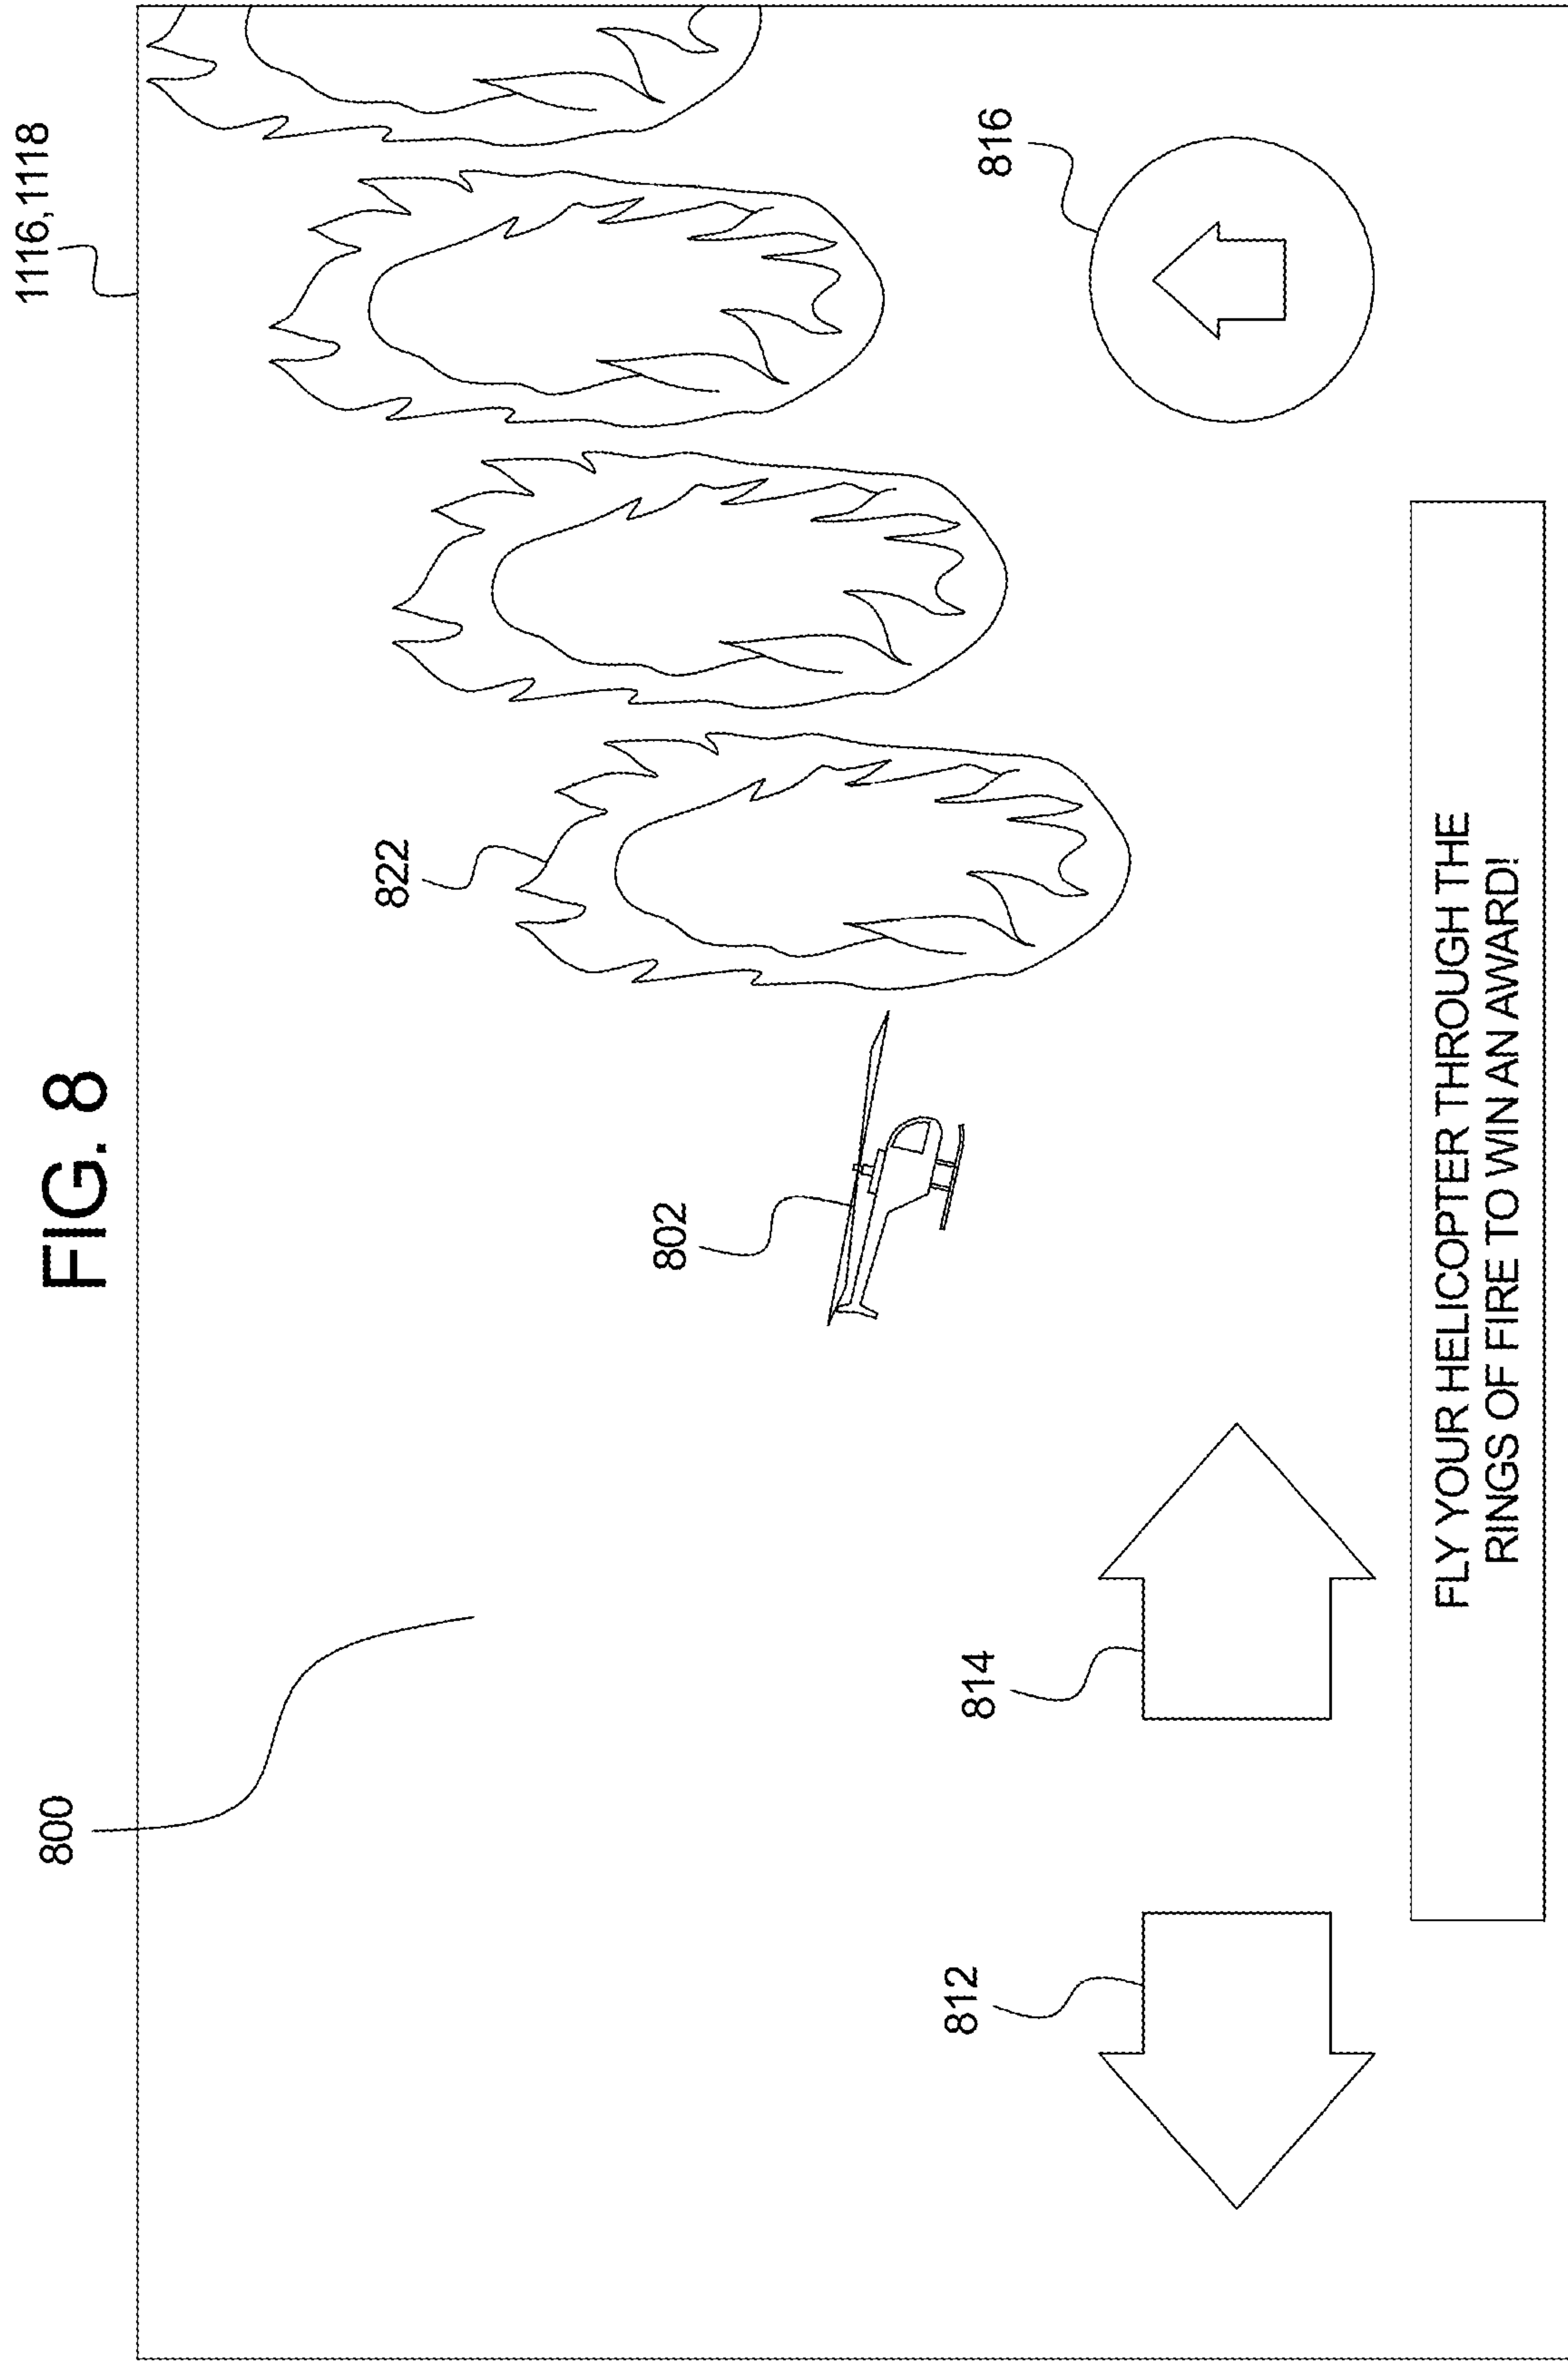 FIG. 8
800
1116,1118
822
802
816
814
812
FLY YOUR HELICOPTER THROUGH THE
RINGS OF FIRE TO WIN AN AWARD!